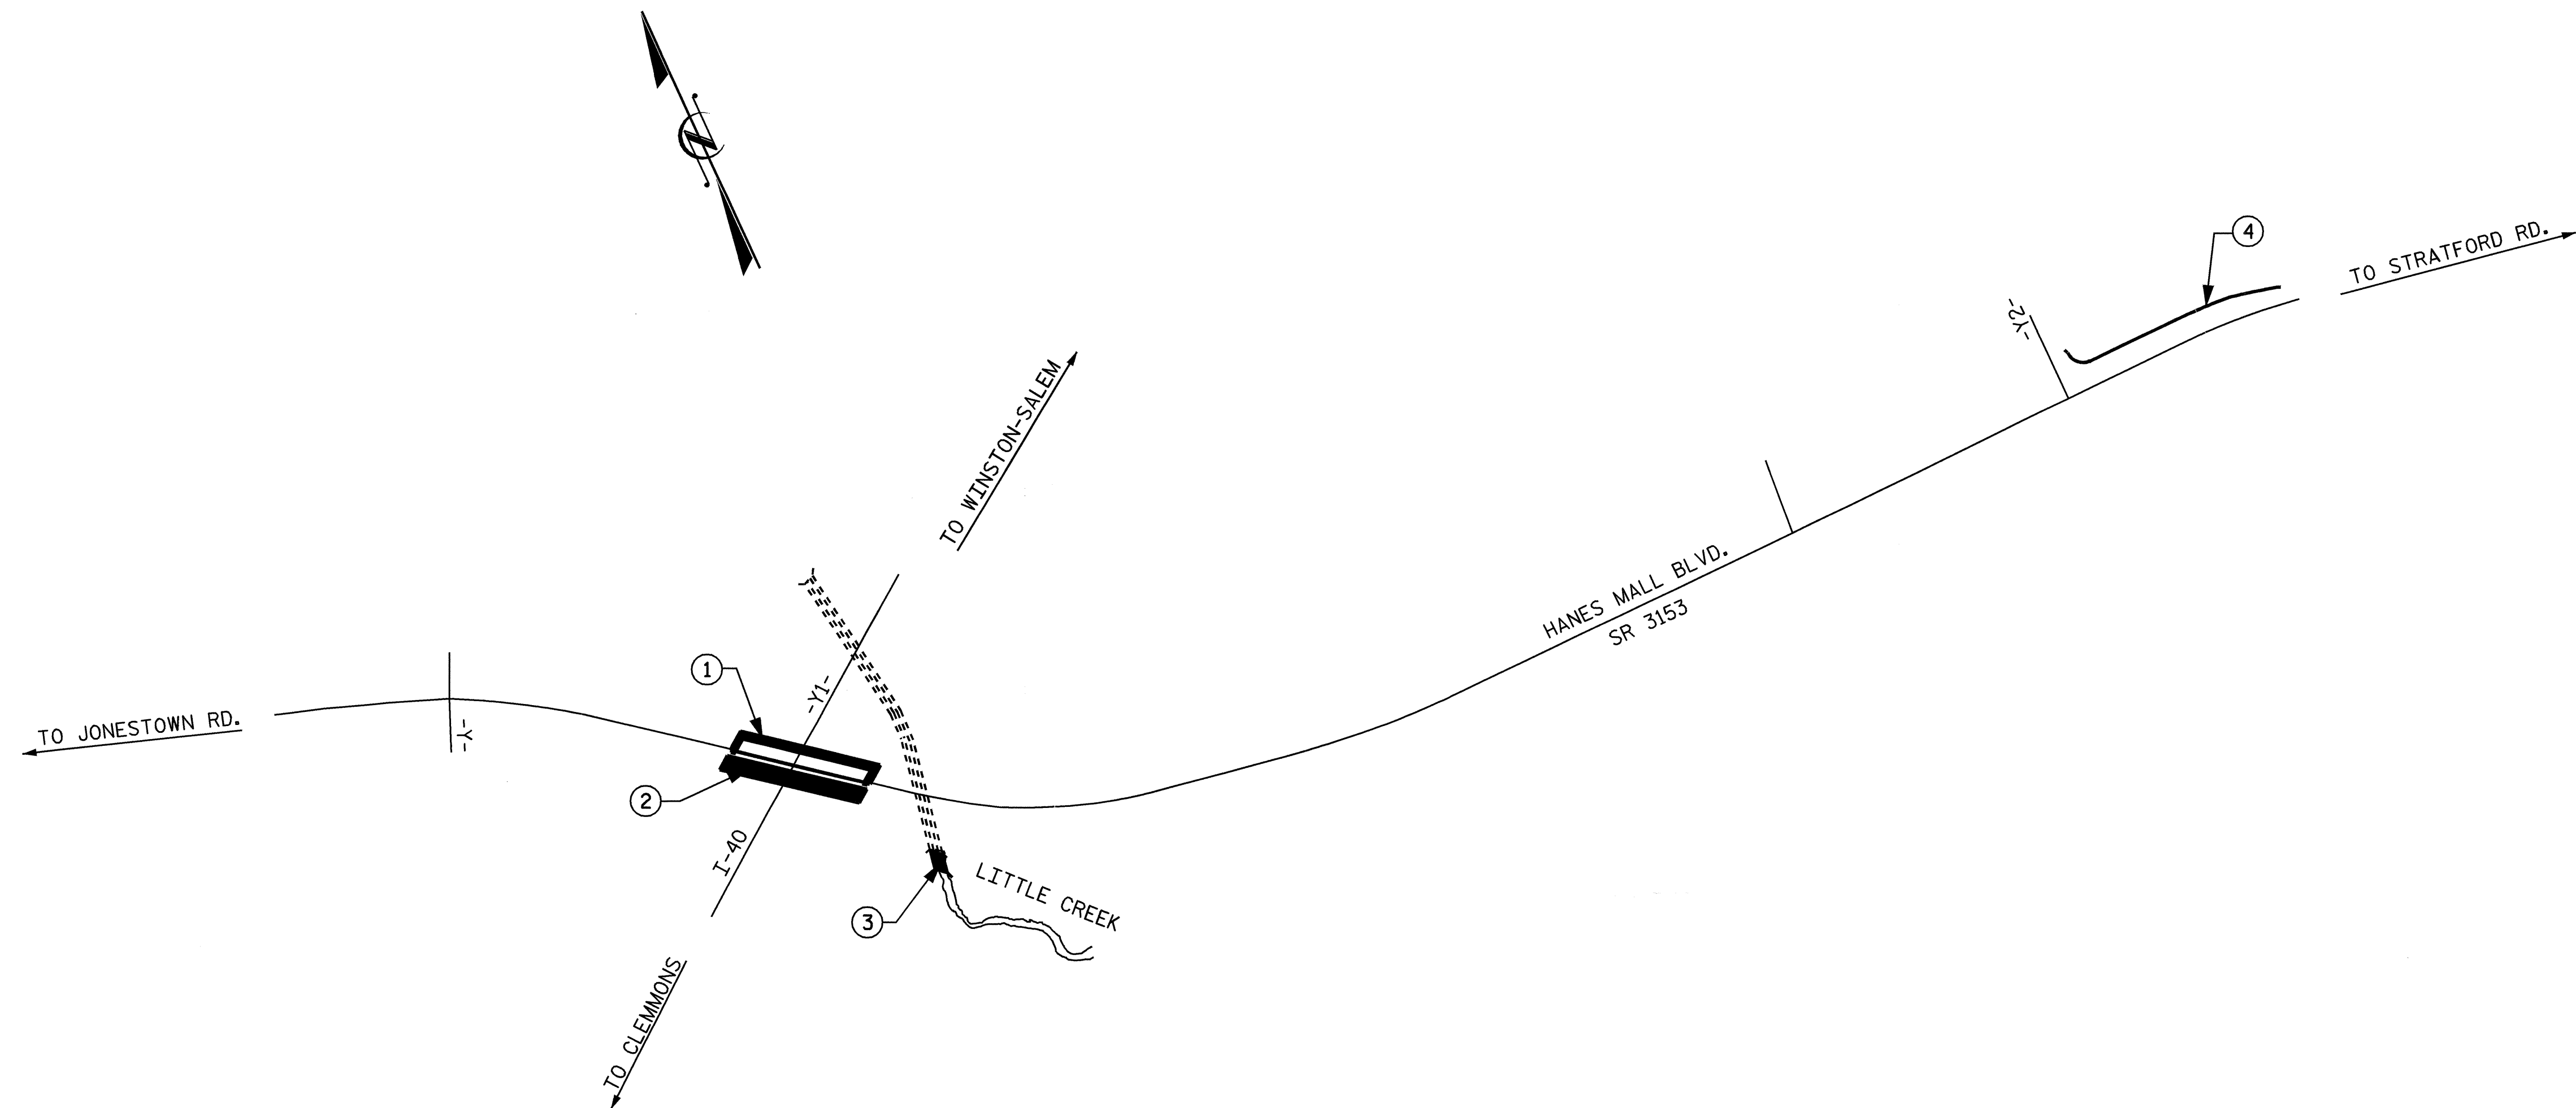 N
4
TO STRATFORD RD.
-Y2-
TO WINSTON-SALEM
HANES MALL BLVD.
SR 3153
1
-Y1-
TO JONESTOWN RD.
-Y-
2
I-40
LITTLE CREEK
3
TO CLEMMONS